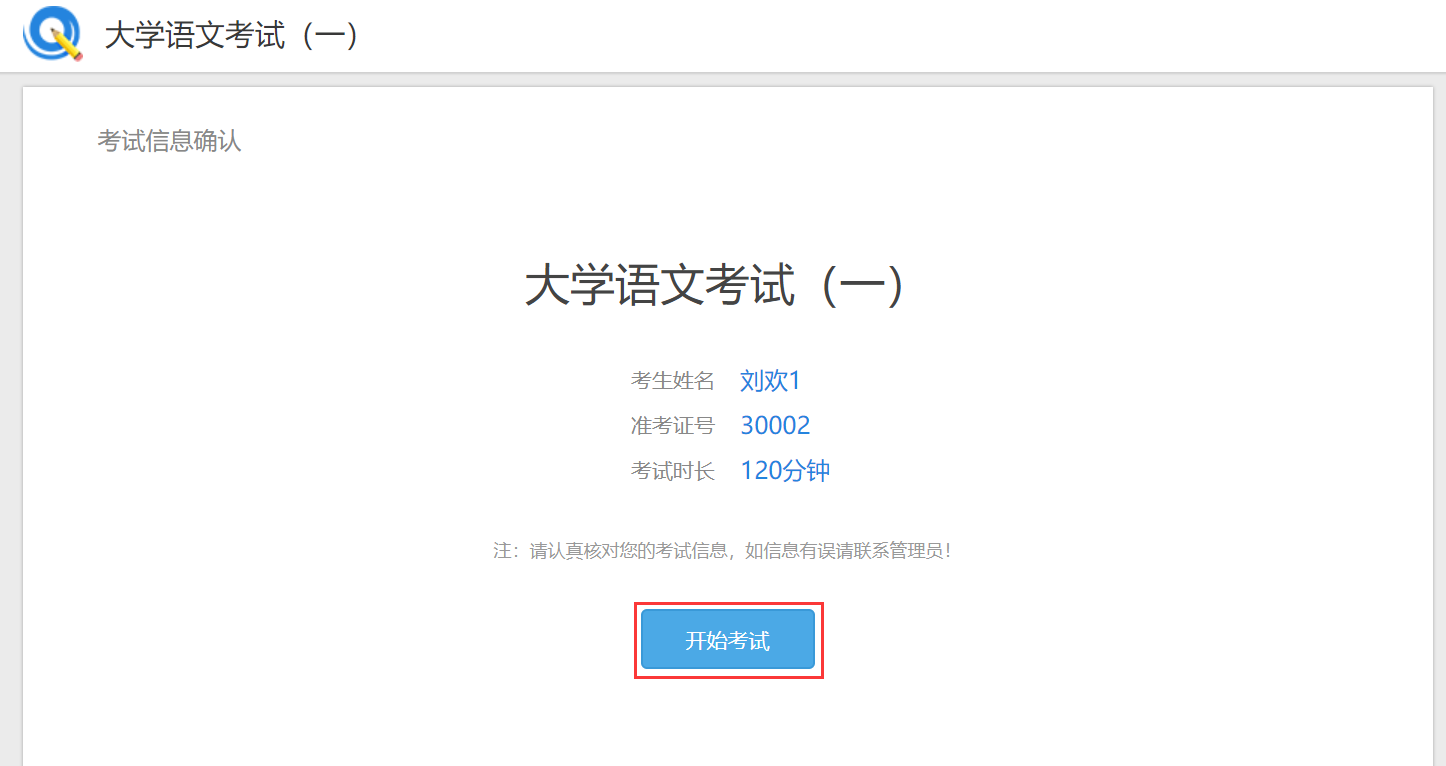 大学语文考试（一）
考试信息确认
大学语文考试（一）
考生姓名 刘欢1
准考证号 30002
考试时长 120分钟
注：请认真核对您的考试信息，如信息有误请联系管理员！
开始考试